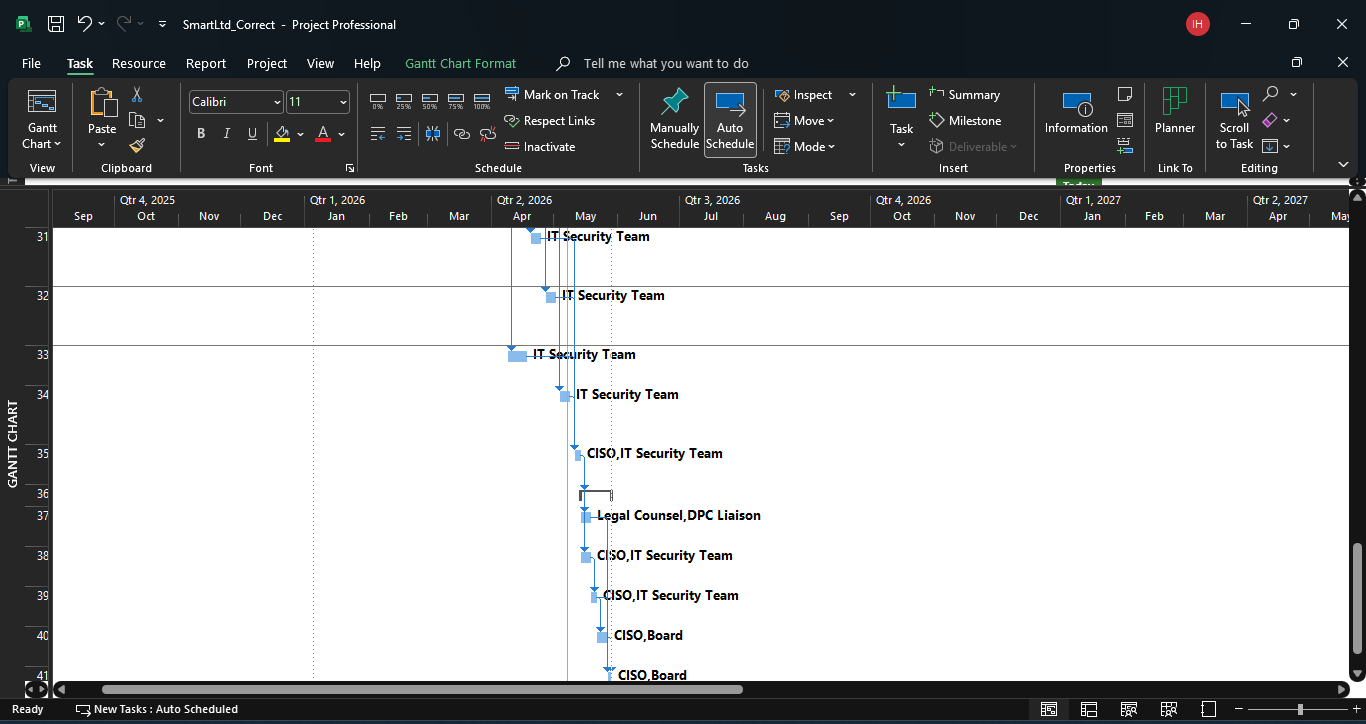 SmartLtd_Correct - Project Professional
IH
File Task Resource Report Project View Help Gantt Chart Format Tell me what you want to do
Gantt Chart
View
Paste
Clipboard
Calibri 11
B I U A
Font
0% 25% 50% 75% 100%
Mark on Track
Respect Links
Inactivate
Schedule
Manually Schedule
Auto Schedule
Inspect
Move
Mode
Tasks
Task
Summary
Milestone
Deliverable
Insert
Information
Properties
Planner
Link To
Scroll to Task
Editing
Today
Qtr 4, 2025 Qtr 1, 2026 Qtr 2, 2026 Qtr 3, 2026 Qtr 4, 2026 Qtr 1, 2027 Qtr 2, 2027
Sep Oct Nov Dec Jan Feb Mar Apr May Jun Jul Aug Sep Oct Nov Dec Jan Feb Mar Apr May
GANTT CHART
31 IT Security Team
32 IT Security Team
33 IT Security Team
34 IT Security Team
35 CISO,IT Security Team
36
37 Legal Counsel,DPC Liaison
38 CISO,IT Security Team
39 CISO,IT Security Team
40 CISO,Board
41 CISO,Board
Ready New Tasks : Auto Scheduled